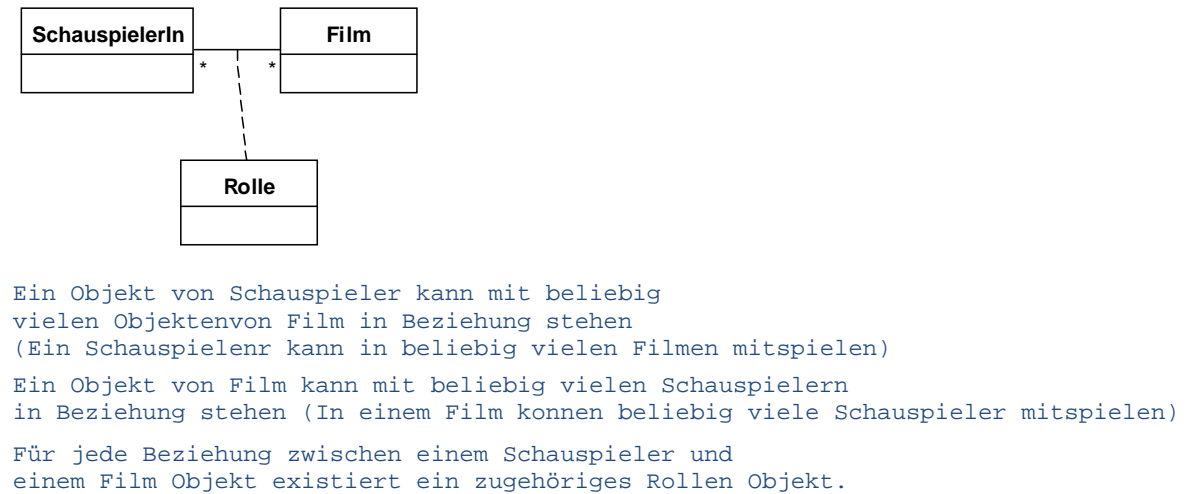 SchauspielerIn
Film
* *
Rolle
Ein Objekt von Schauspieler kann mit beliebig
vielen Objektenvon Film in Beziehung stehen
(Ein Schauspielenr kann in beliebig vielen Filmen mitspielen)
Ein Objekt von Film kann mit beliebig vielen Schauspielern
in Beziehung stehen (In einem Film konnen beliebig viele Schauspieler mitspielen)
Für jede Beziehung zwischen einem Schauspieler und
einem Film Objekt existiert ein zugehöriges Rollen Objekt.